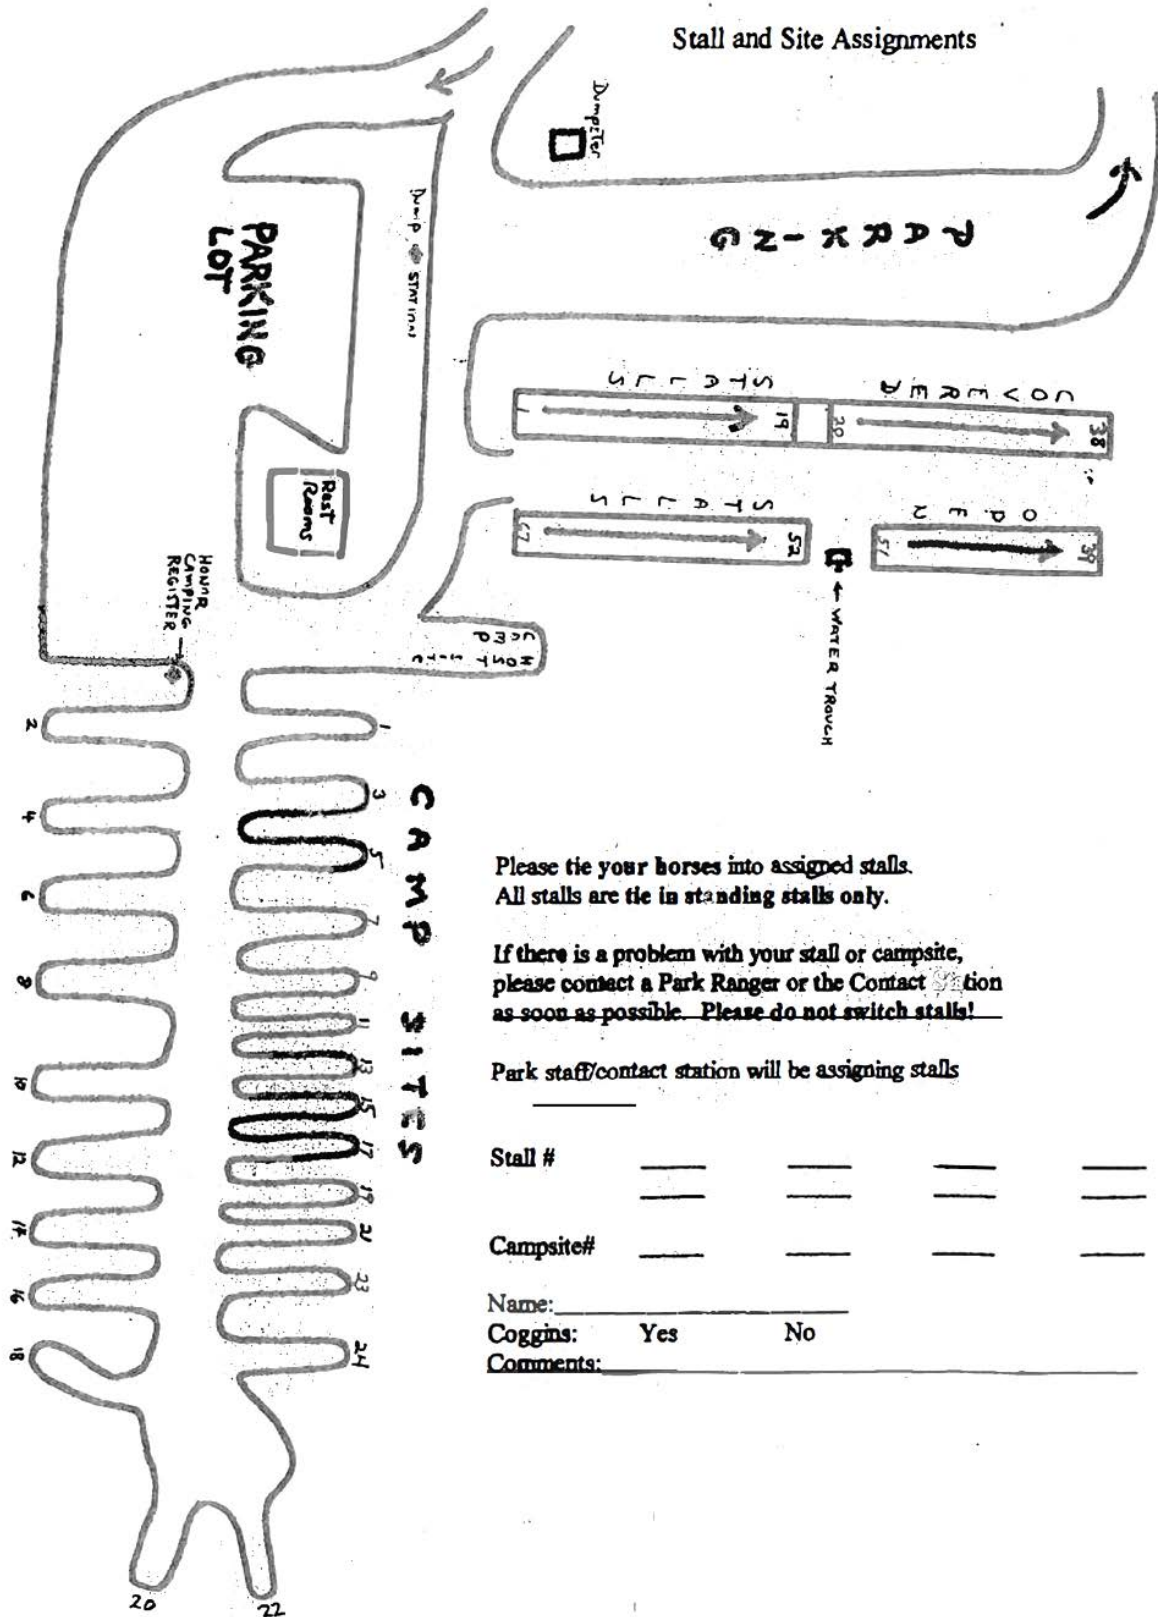 Stall and Site Assignments
Dumpster
PARKING
Dump STATION
PARKING
LOT
COVERED
STALLS
1
19
20
38
OPEN
STALLS
52
51
39
← WATER TROUGH
Rest
Rooms
HONOR
CAMPING
REGISTER
CAMP
HOST SITE
CAMP SITES
1
2
3
4
5
6
7
8
9
10
11
12
13
14
15
16
17
18
19
20
21
22
23
24
Please tie your horses into assigned stalls.
All stalls are tie in standing stalls only.
If there is a problem with your stall or campsite,
please contact a Park Ranger or the Contact Station
as soon as possible. Please do not switch stalls!
Park staff/contact station will be assigning stalls
Stall #
Campsite#
Name:
Coggins: Yes No
Comments: